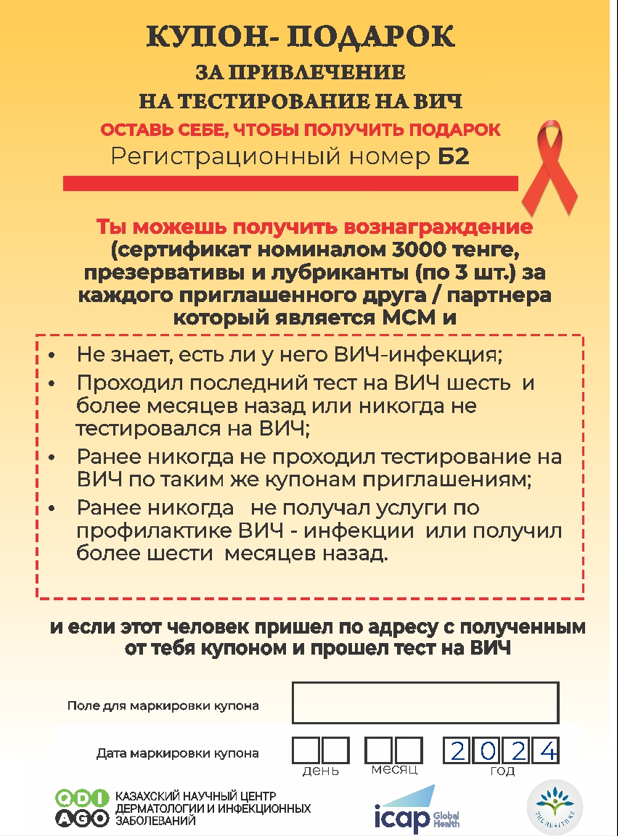 КУПОН- ПОДАРОК
ЗА ПРИВЛЕЧЕНИЕ
НА ТЕСТИРОВАНИЕ НА ВИЧ
ОСТАВЬ СЕБЕ, ЧТОБЫ ПОЛУЧИТЬ ПОДАРОК
Регистрационный номер Б2
Ты можешь получить вознаграждение
(сертификат номиналом 3000 тенге,
презервативы и лубриканты (по 3 шт.) за
каждого приглашенного друга / партнера
который является МСМ и
• Не знает, есть ли у него ВИЧ-инфекция;
• Проходил последний тест на ВИЧ шесть и
более месяцев назад или никогда не
тестировался на ВИЧ;
• Ранее никогда не проходил тестирование на
ВИЧ по таким же купонам приглашениям;
• Ранее никогда не получал услуги по
профилактике ВИЧ - инфекции или получил
более шести месяцев назад.
и если этот человек пришел по адресу с полученным
от тебя купоном и прошел тест на ВИЧ
Поле для маркировки купона
Дата маркировки купона 2024
день месяц год
QDI
AGO
КАЗАХСКИЙ НАУЧНЫЙ ЦЕНТР
ДЕРМАТОЛОГИИ И ИНФЕКЦИОННЫХ
ЗАБОЛЕВАНИЙ
icap Global
Health